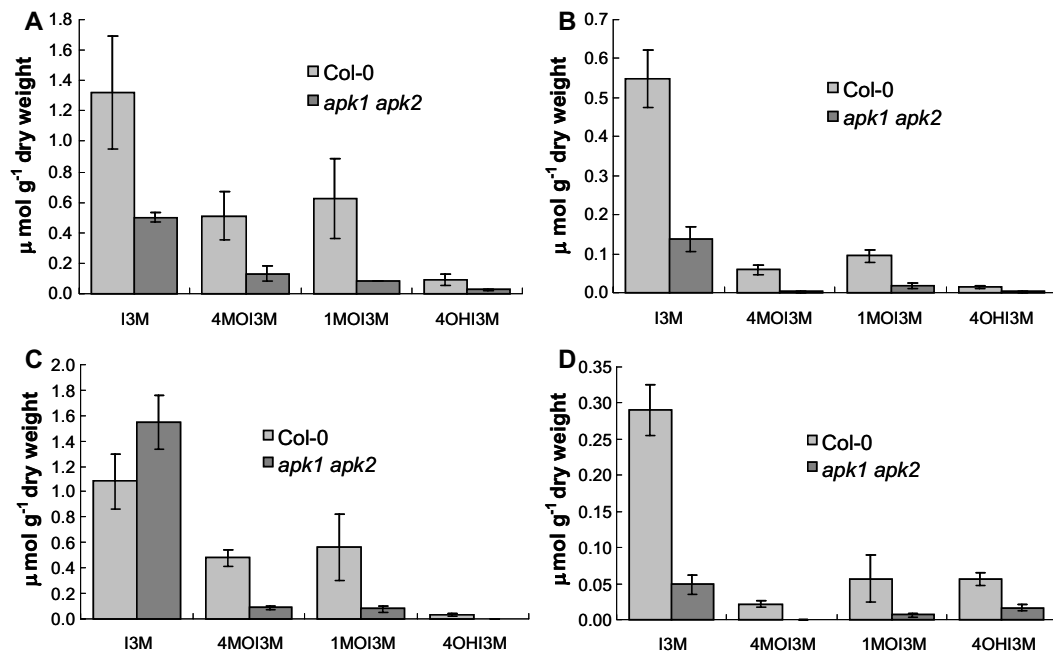 A
μ mol g-1 dry weight
1.8
1.6
1.4
1.2
1.0
0.8
0.6
0.4
0.2
0.0
Col-0
apk1 apk2
I3M 4MOI3M 1MOI3M 4OHI3M
B
μ mol g-1 dry weight
0.7
0.6
0.5
0.4
0.3
0.2
0.1
0.0
Col-0
apk1 apk2
I3M 4MOI3M 1MOI3M 4OHI3M
C
μmol g-1 dry weight
2.0
1.8
1.6
1.4
1.2
1.0
0.8
0.6
0.4
0.2
0.0
Col-0
apk1 apk2
I3M 4MOI3M 1MOI3M 4OHI3M
D
μmol g-1 dry weight
0.35
0.30
0.25
0.20
0.15
0.10
0.05
0.00
Col-0
apk1 apk2
I3M 4MOI3M 1MOI3M 4OHI3M